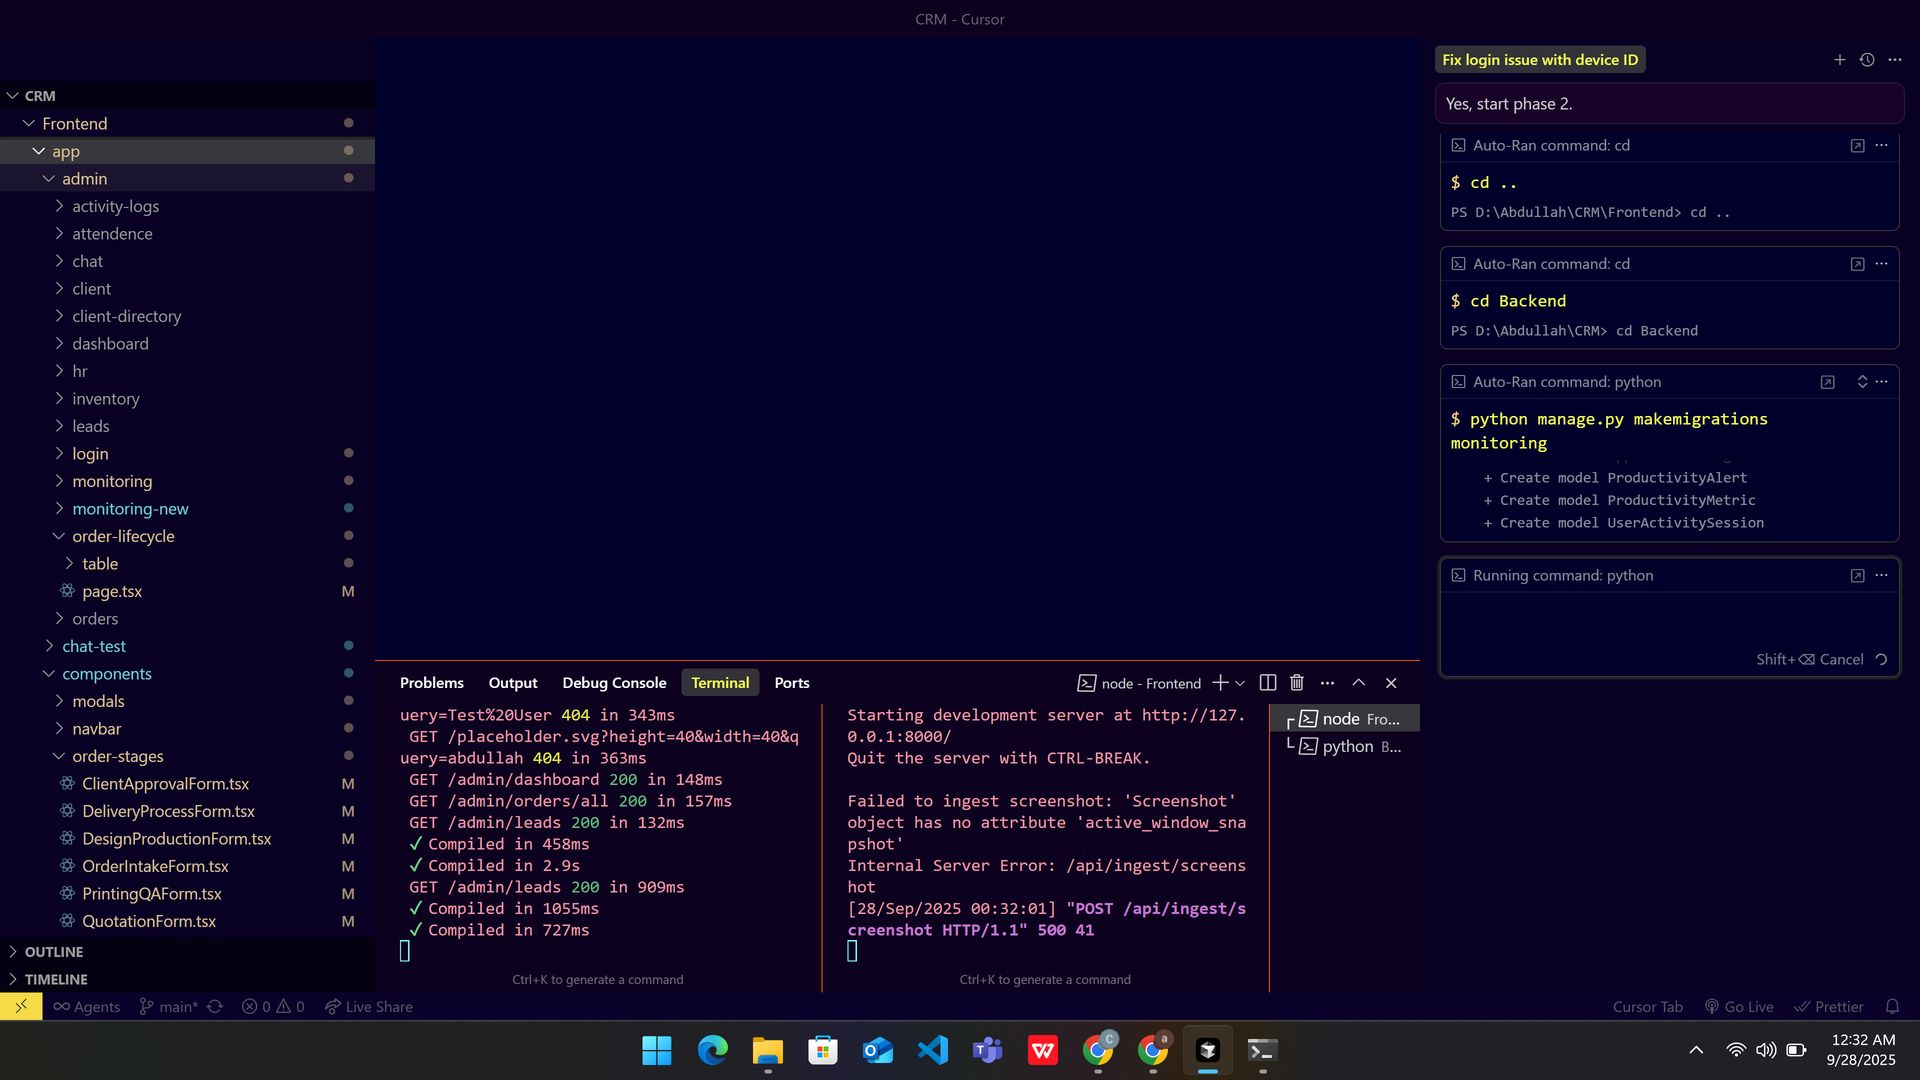 CRM - Cursor
CRM
Frontend
app
admin
activity-logs
attendence
chat
client
client-directory
dashboard
hr
inventory
leads
login
monitoring
monitoring-new
order-lifecycle
table
page.tsx M
orders
chat-test
components
modals
navbar
order-stages
ClientApprovalForm.tsx M
DeliveryProcessForm.tsx M
DesignProductionForm.tsx M
OrderIntakeForm.tsx M
PrintingQAForm.tsx M
QuotationForm.tsx M
OUTLINE
TIMELINE
Problems Output Debug Console Terminal Ports
node - Frontend
uery=Test%20User 404 in 343ms
GET /placeholder.svg?height=40&width=40&q
uery=abdullah 404 in 363ms
GET /admin/dashboard 200 in 148ms
GET /admin/orders/all 200 in 157ms
GET /admin/leads 200 in 132ms
✓ Compiled in 458ms
✓ Compiled in 2.9s
GET /admin/leads 200 in 909ms
✓ Compiled in 1055ms
✓ Compiled in 727ms
Ctrl+K to generate a command
Starting development server at http://127.
0.0.1:8000/
Quit the server with CTRL-BREAK.
Failed to ingest screenshot: 'Screenshot'
object has no attribute 'active_window_sna
pshot'
Internal Server Error: /api/ingest/screens
hot
[28/Sep/2025 00:32:01] "POST /api/ingest/s
creenshot HTTP/1.1" 500 41
Ctrl+K to generate a command
node Fro...
python B...
Fix login issue with device ID
Yes, start phase 2.
Auto-Ran command: cd
$ cd ..
PS D:\Abdullah\CRM\Frontend> cd ..
Auto-Ran command: cd
$ cd Backend
PS D:\Abdullah\CRM> cd Backend
Auto-Ran command: python
$ python manage.py makemigrations
monitoring
+ Create model ProductivityAlert
+ Create model ProductivityMetric
+ Create model UserActivitySession
Running command: python
Shift+⌫ Cancel
Agents main* 0 0 Live Share
Cursor Tab Go Live Prettier
12:32 AM
9/28/2025